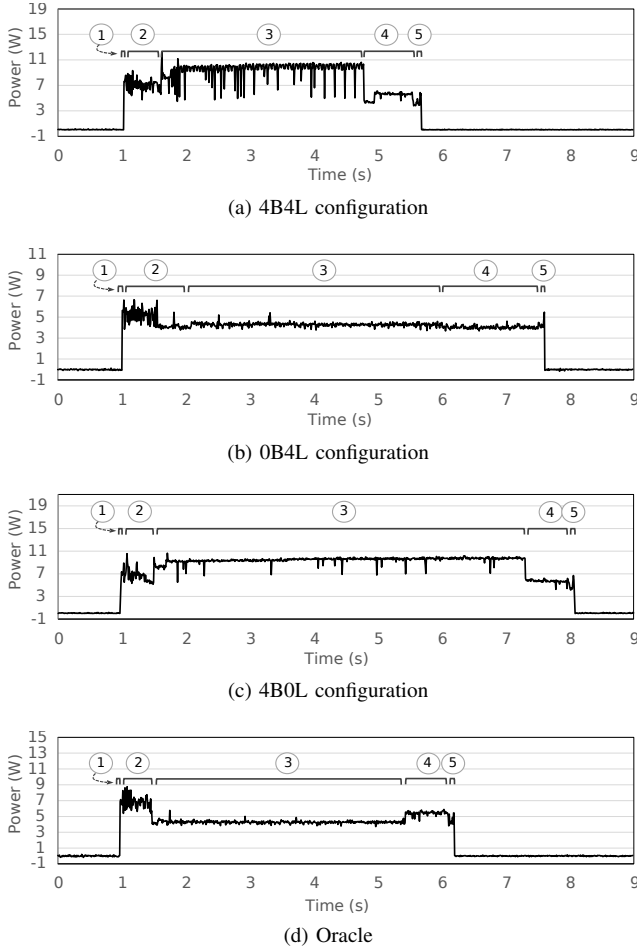 Power (W)
19
15
11
7
3
-1
1 2 3 4 5
0 1 2 3 4 5 6 7 8 9
Time (s)
(a) 4B4L configuration
Power (W)
11
9
7
5
3
1
-1
1 2 3 4 5
0 1 2 3 4 5 6 7 8 9
Time (s)
(b) 0B4L configuration
Power (W)
19
15
11
7
3
-1
1 2 3 4 5
0 1 2 3 4 5 6 7 8 9
Time (s)
(c) 4B0L configuration
Power (W)
15
13
11
9
7
5
3
1
-1
1 2 3 4 5
0 1 2 3 4 5 6 7 8 9
Time (s)
(d) Oracle